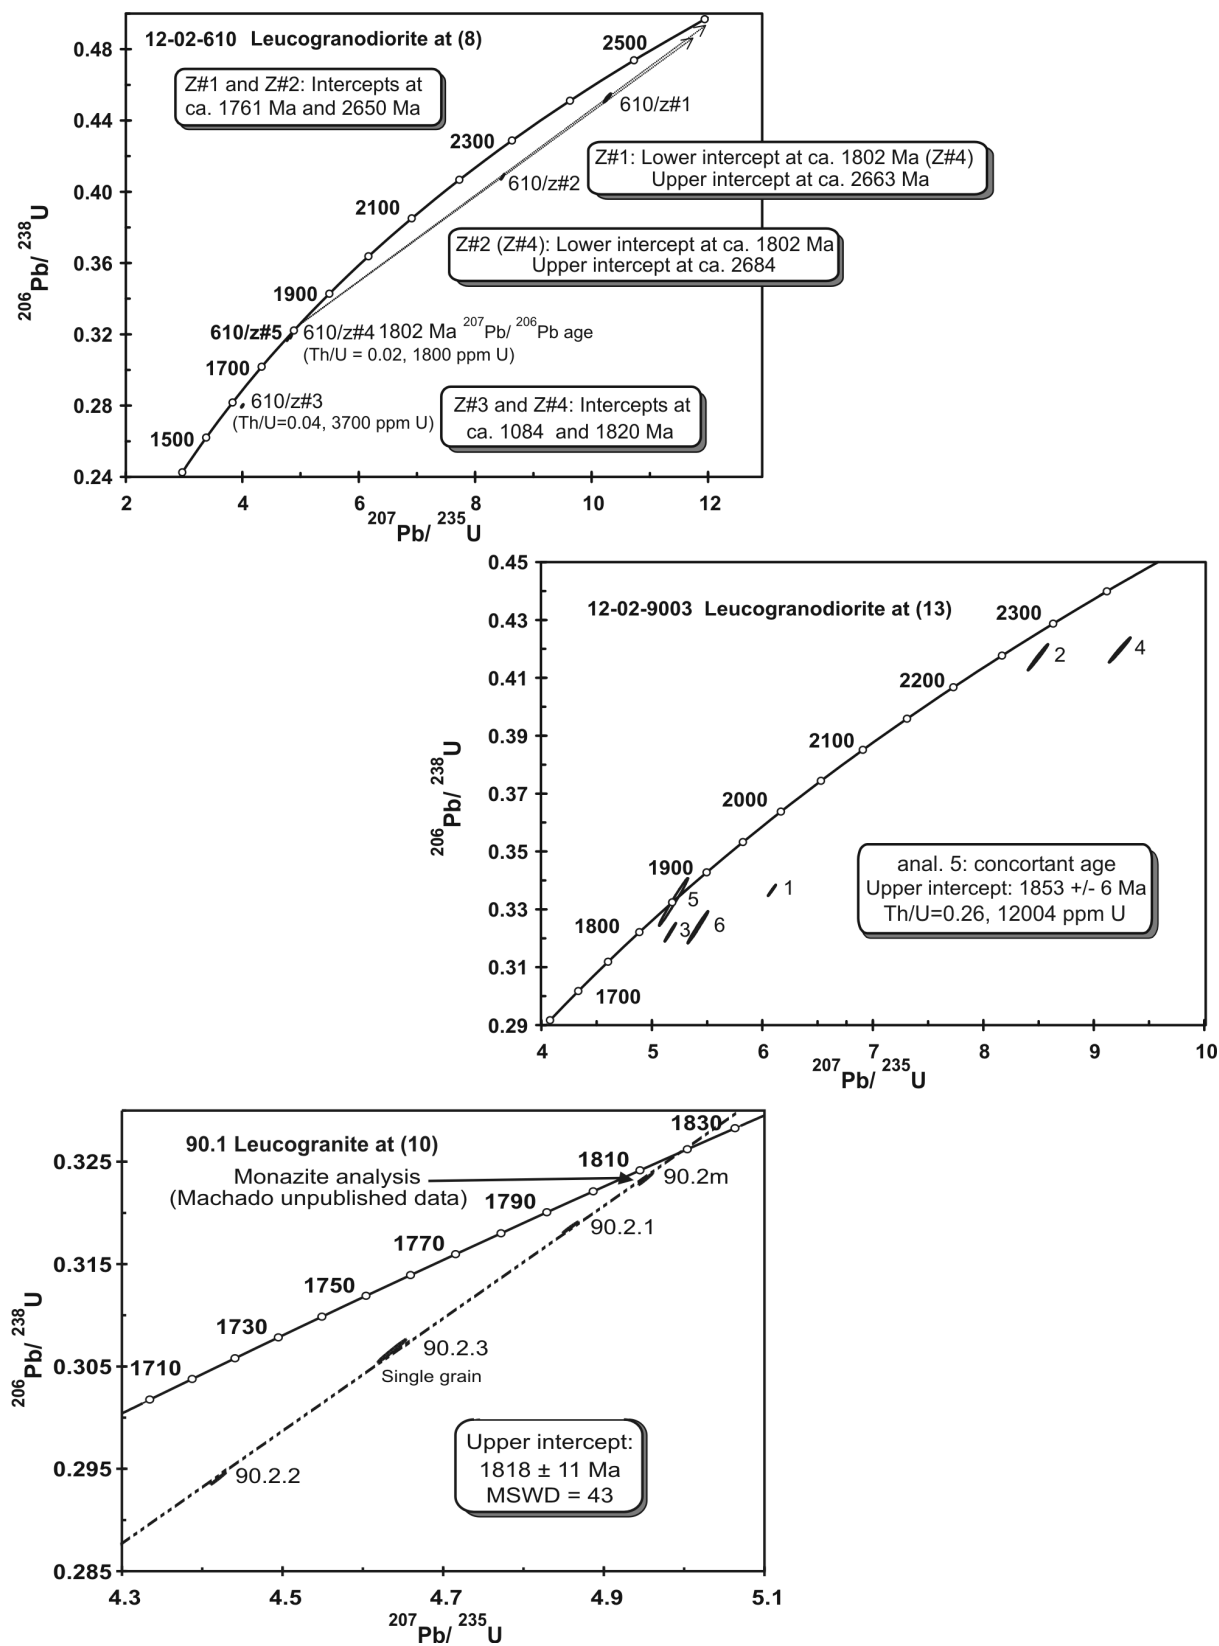 12-02-610 Leucogranodiorite at (8)
Z#1 and Z#2: Intercepts at
ca. 1761 Ma and 2650 Ma
2500
610/z#1
2300
Z#1: Lower intercept at ca. 1802 Ma (Z#4)
Upper intercept at ca. 2663 Ma
610/z#2
2100
Z#2 (Z#4): Lower intercept at ca. 1802 Ma
Upper intercept at ca. 2684
1900
610/z#5 610/z#4 1802 Ma 207Pb/ 206Pb age
(Th/U = 0.02, 1800 ppm U)
1700
610/z#3
(Th/U=0.04, 3700 ppm U)
Z#3 and Z#4: Intercepts at
ca. 1084 and 1820 Ma
1500
0.48
0.44
0.40
0.36
0.32
0.28
0.24
206Pb/ 238U
2 4 6 8 10 12
207Pb/ 235U
12-02-9003 Leucogranodiorite at (13)
2300
2
4
2200
2100
2000
1900
5
1
1800
3
6
1700
anal. 5: concortant age
Upper intercept: 1853 +/- 6 Ma
Th/U=0.26, 12004 ppm U
0.45
0.43
0.41
0.39
0.37
0.35
0.33
0.31
0.29
206Pb/ 238U
4 5 6 7 8 9 10
207Pb/ 235U
90.1 Leucogranite at (10)
Monazite analysis
(Machado unpublished data)
1830
1810
90.2m
1790
90.2.1
1770
1750
1730
90.2.3
Single grain
1710
90.2.2
Upper intercept:
1818 ± 11 Ma
MSWD = 43
0.325
0.315
0.305
0.295
0.285
206Pb/ 238U
4.3 4.5 4.7 4.9 5.1
207Pb/ 235U